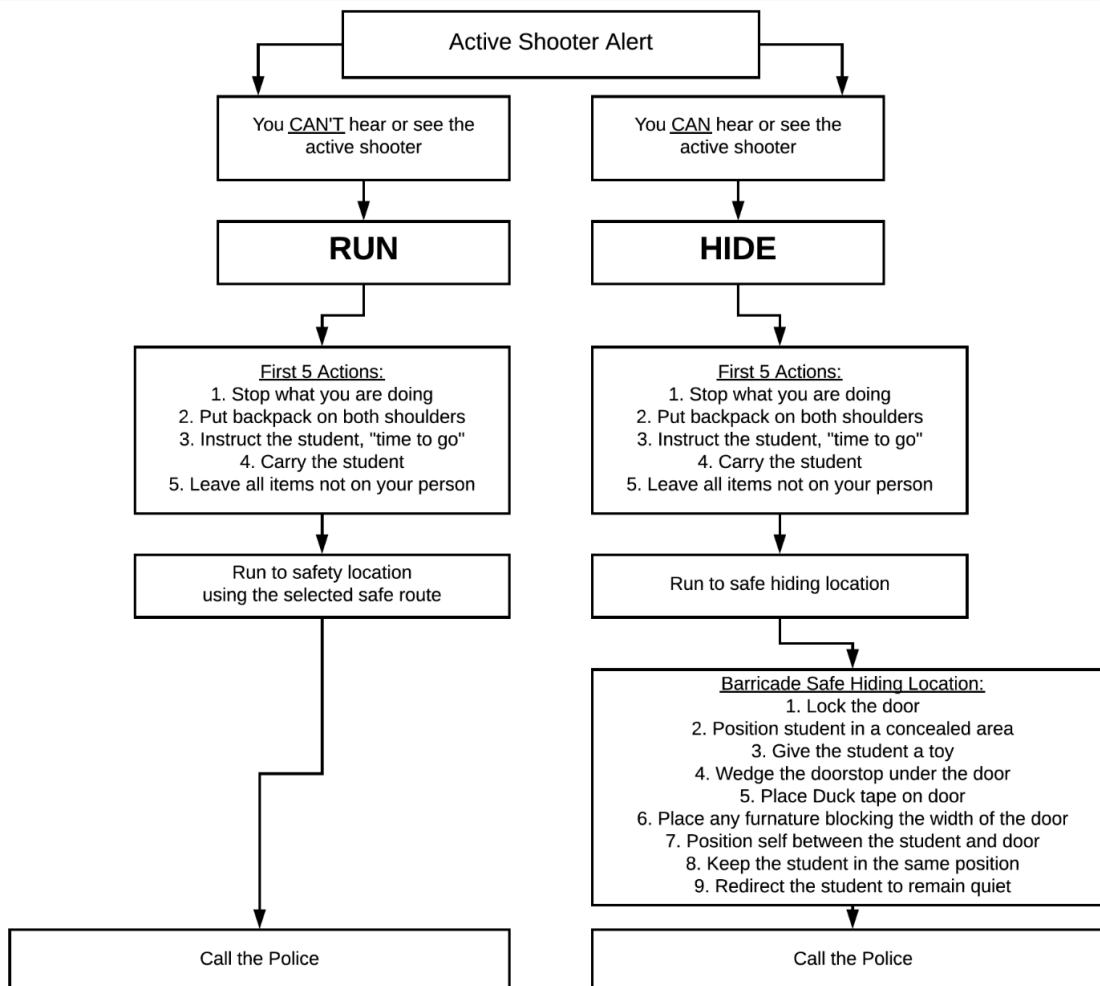 Active Shooter Alert
You CAN'T hear or see the
active shooter
You CAN hear or see the
active shooter
RUN
HIDE
First 5 Actions:
1. Stop what you are doing
2. Put backpack on both shoulders
3. Instruct the student, "time to go"
4. Carry the student
5. Leave all items not on your person
First 5 Actions:
1. Stop what you are doing
2. Put backpack on both shoulders
3. Instruct the student, "time to go"
4. Carry the student
5. Leave all items not on your person
Run to safety location
using the selected safe route
Run to safe hiding location
Barricade Safe Hiding Location:
1. Lock the door
2. Position student in a concealed area
3. Give the student a toy
4. Wedge the doorstop under the door
5. Place Duck tape on door
6. Place any furnature blocking the width of the door
7. Position self between the student and door
8. Keep the student in the same position
9. Redirect the student to remain quiet
Call the Police
Call the Police